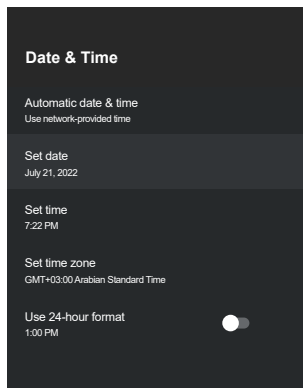 Date & Time
Automatic date & time
Use network-provided time
Set date
July 21, 2022
Set time
7:22 PM
Set time zone
GMT+03:00 Arabian Standard Time
Use 24-hour format
1:00 PM